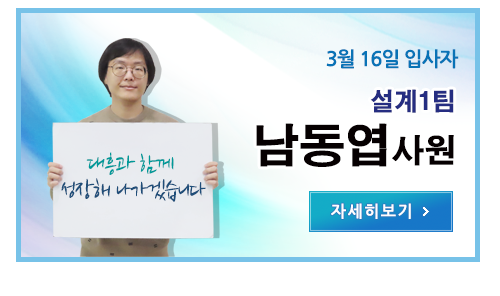 3월 16일 입사자
설계1팀
남동엽사원
대흥과 함께
성장해 나가겠습니다
자세히보기 >